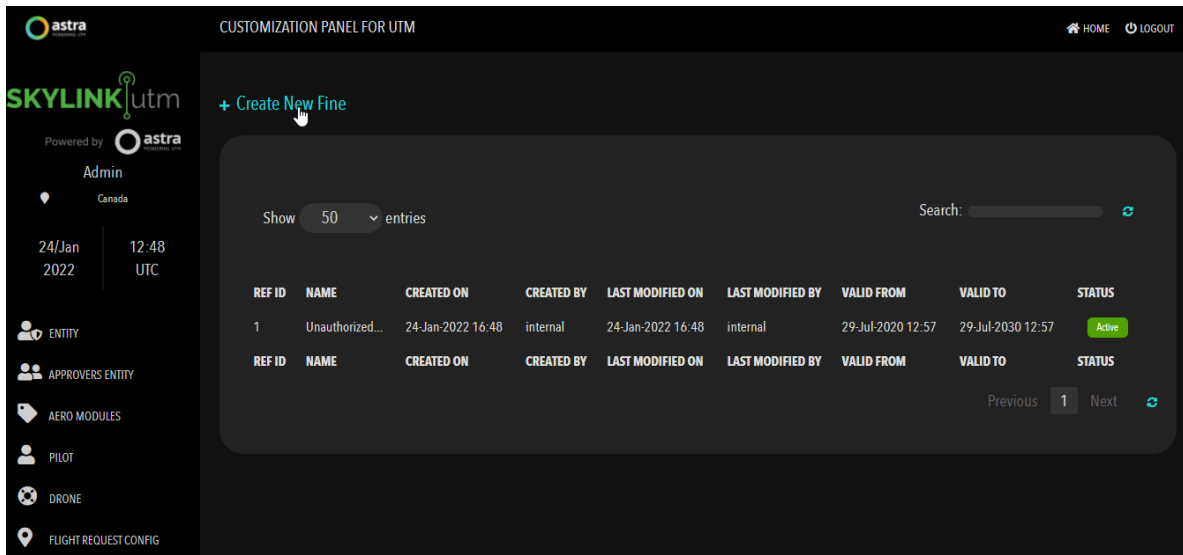 astra
CUSTOMIZATION PANEL FOR UTM
HOME
LOGOUT
SKYLINK utm
Powered by astra
Admin
Canada
24/Jan 2022
12:48 UTC
ENTITY
APPROVERS ENTITY
AERO MODULES
PILOT
DRONE
FLIGHT REQUEST CONFIG
+ Create New Fine
Show 50 entries
Search:
REF ID NAME CREATED ON CREATED BY LAST MODIFIED ON LAST MODIFIED BY VALID FROM VALID TO STATUS
1 Unauthorized... 24-Jan-2022 16:48 internal 24-Jan-2022 16:48 internal 29-Jul-2020 12:57 29-Jul-2030 12:57 Active
REF ID NAME CREATED ON CREATED BY LAST MODIFIED ON LAST MODIFIED BY VALID FROM VALID TO STATUS
Previous 1 Next